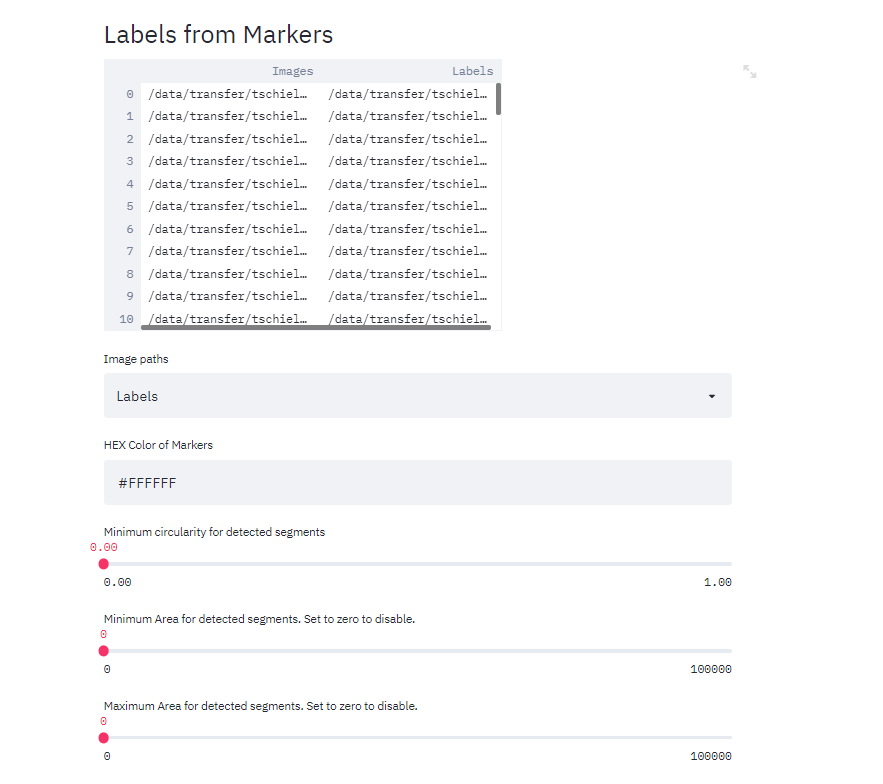 Labels from Markers
Images Labels
0 /data/transfer/tschiel… /data/transfer/tschiel…
1 /data/transfer/tschiel… /data/transfer/tschiel…
2 /data/transfer/tschiel… /data/transfer/tschiel…
3 /data/transfer/tschiel… /data/transfer/tschiel…
4 /data/transfer/tschiel… /data/transfer/tschiel…
5 /data/transfer/tschiel… /data/transfer/tschiel…
6 /data/transfer/tschiel… /data/transfer/tschiel…
7 /data/transfer/tschiel… /data/transfer/tschiel…
8 /data/transfer/tschiel… /data/transfer/tschiel…
9 /data/transfer/tschiel… /data/transfer/tschiel…
10 /data/transfer/tschiel… /data/transfer/tschiel…
Image paths
Labels
HEX Color of Markers
#FFFFFF
Minimum circularity for detected segments
0.00
0.00 1.00
Minimum Area for detected segments. Set to zero to disable.
0
0 100000
Maximum Area for detected segments. Set to zero to disable.
0
0 100000